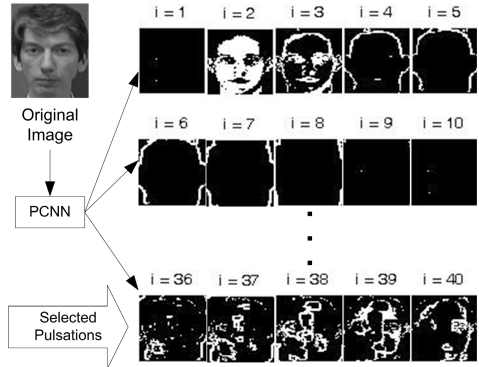 i = 1 i = 2 i = 3 i = 4 i = 5
Original
Image
i = 6 i = 7 i = 8 i = 9 i = 10
PCNN
i = 36 i = 37 i = 38 i = 39 i = 40
Selected
Pulsations